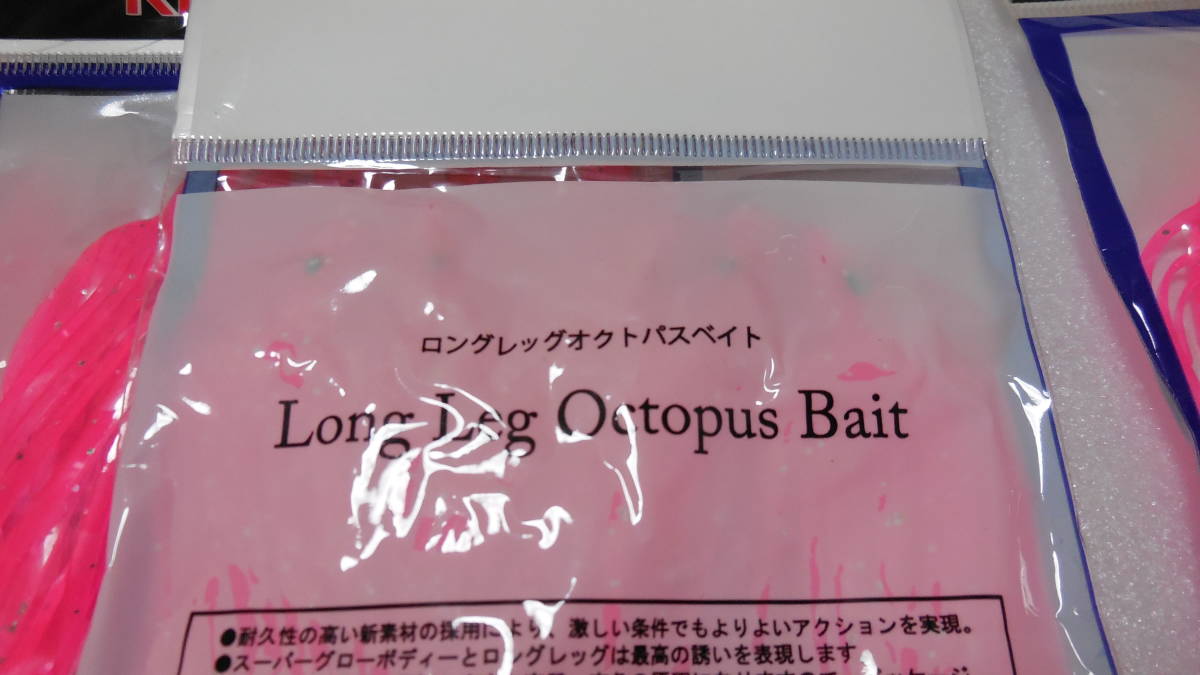 ロングレッグオクトパスベイト
Long Leg Octopus Bait
●耐久性の高い新素材の採用により、激しい条件でもよりよいアクションを実現。
●スーパーグローボディーとロングレッグは最高の誘いを表現します